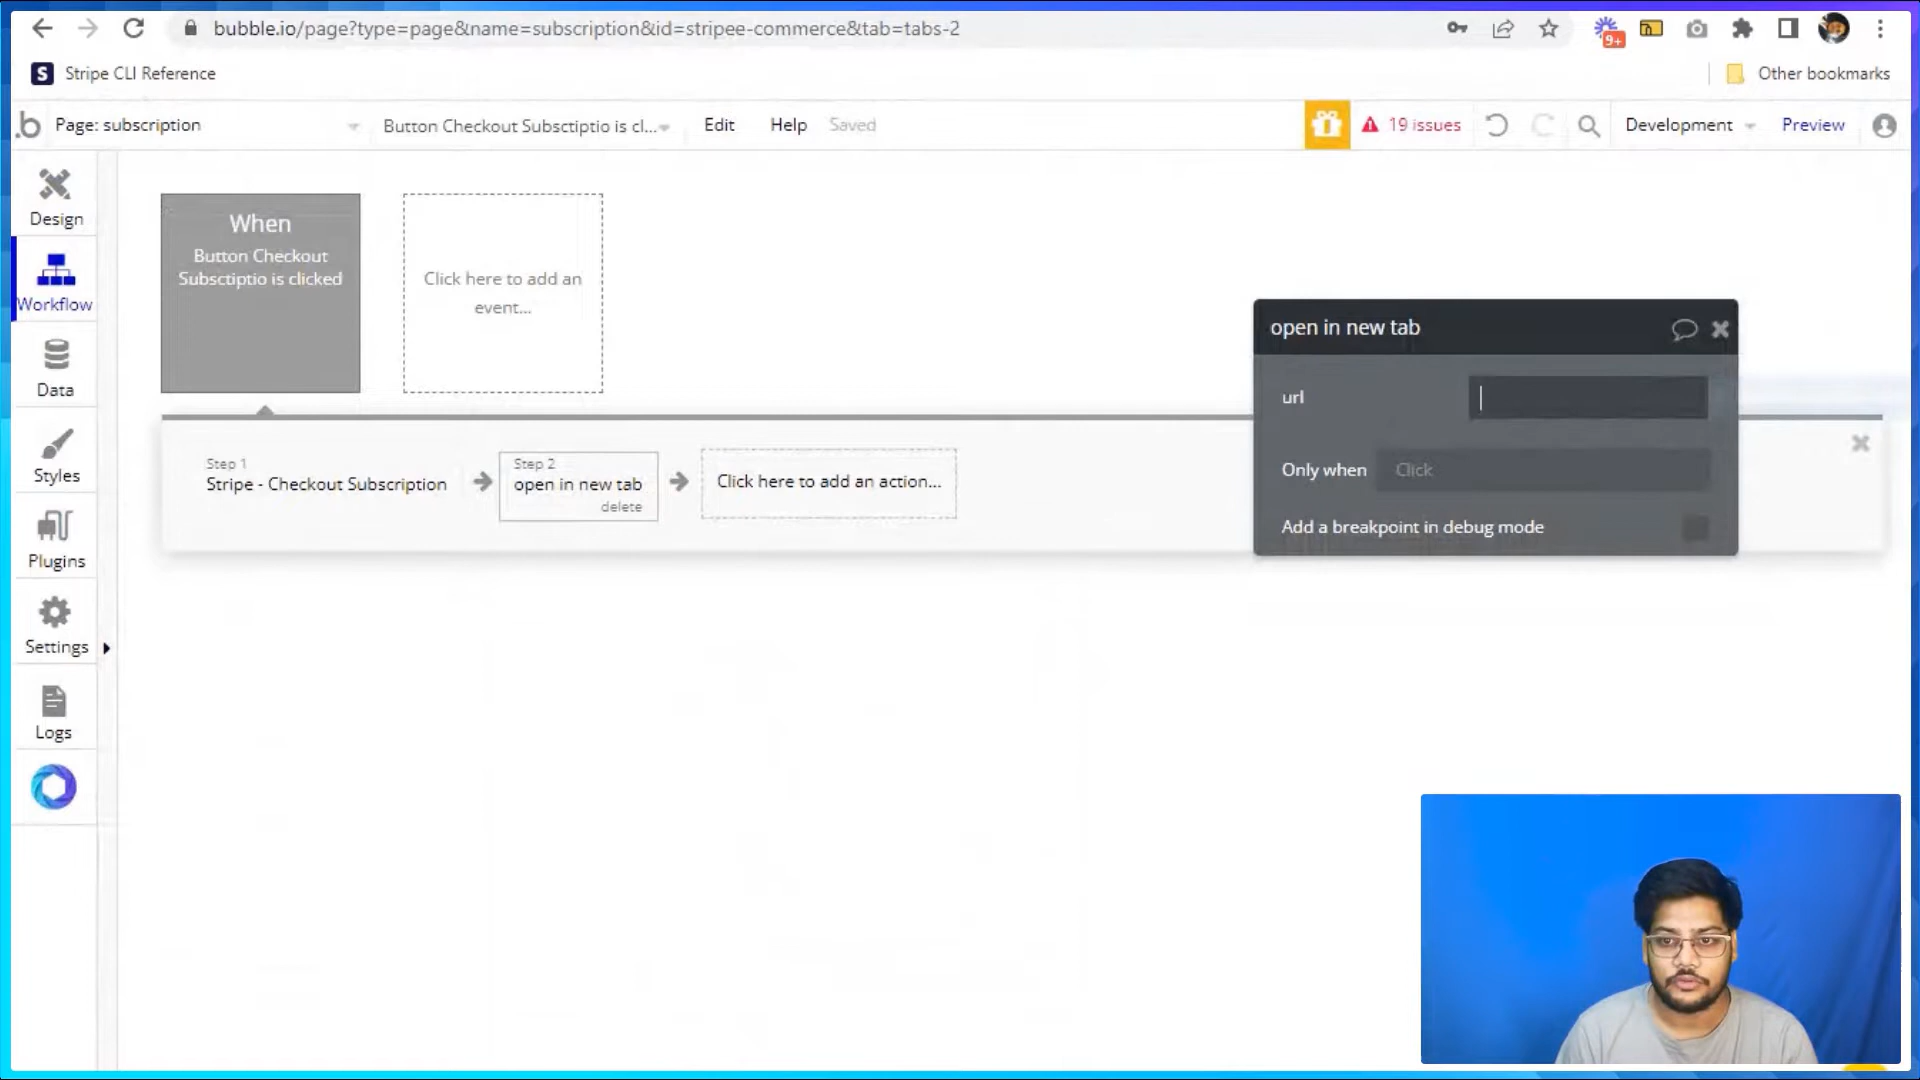 bubble.io/page?type=page&name=subscription&id=stripee-commerce&tab=tabs-2
9+
S Stripe CLI Reference
Other bookmarks
.b Page: subscription
Button Checkout Subsctiptio is cl...
Edit
Help
Saved
19 issues
Development
Preview
Design
Workflow
Data
Styles
Plugins
Settings
Logs
When
Button Checkout
Subsctiptio is clicked
Click here to add an
event...
Step 1
Stripe - Checkout Subscription
Step 2
open in new tab
delete
Click here to add an action...
open in new tab
url
Only when Click
Add a breakpoint in debug mode